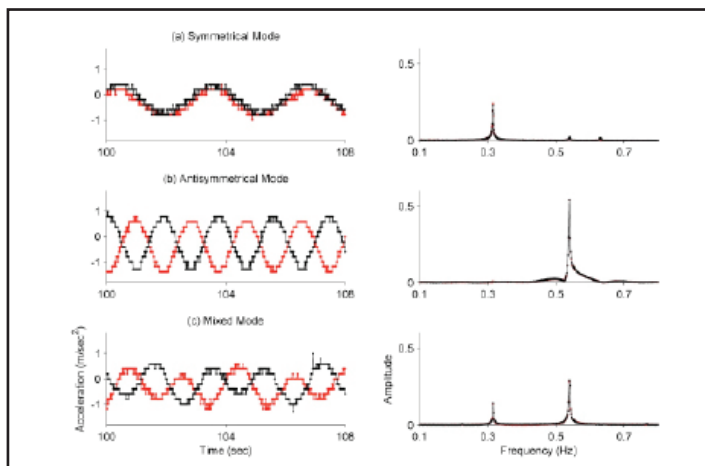 (a) Symmetrical Mode
1
0
-1
100 104 108
0.5
0
0.1 0.3 0.5 0.7
(b) Antisymmetrical Mode
1
0
-1
100 104 108
0.5
0
0.1 0.3 0.5 0.7
(c) Mixed Mode
Acceleration (m/sec²)
1
0
-1
100 104 108
Time (sec)
Amplitude
0.5
0
0.1 0.3 0.5 0.7
Frequency (Hz)